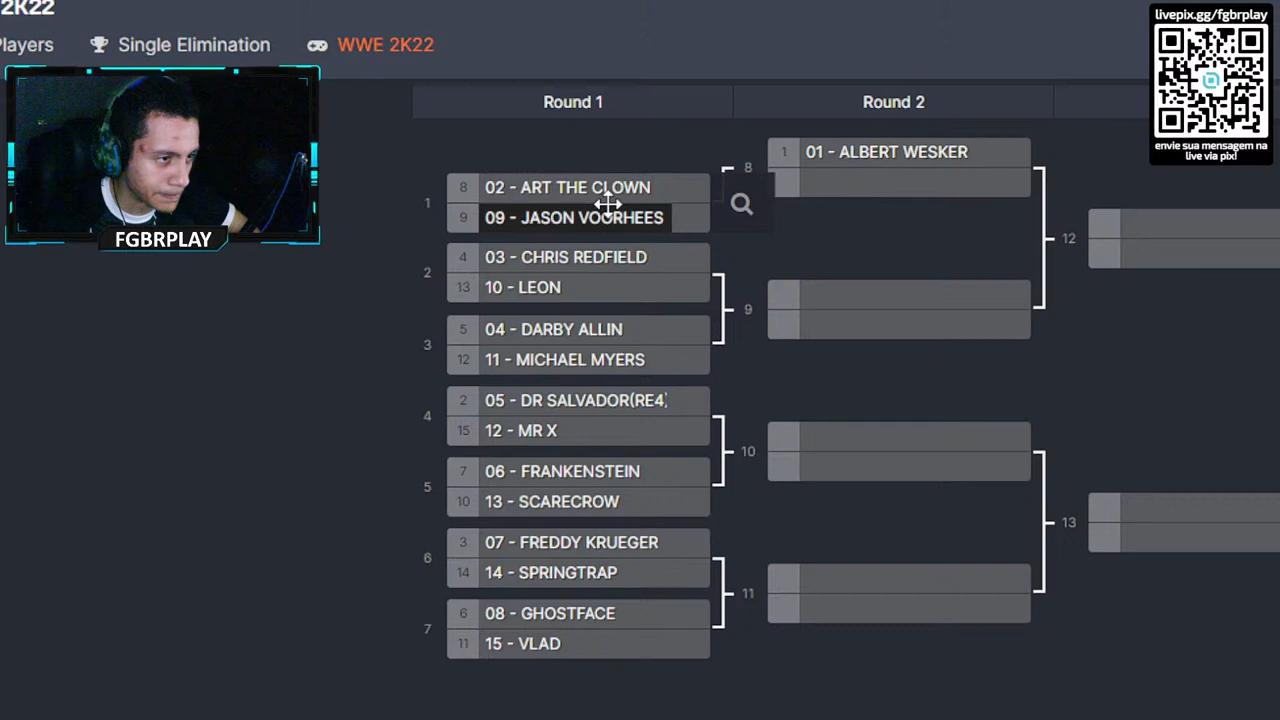 2K22
Players
Single Elimination
WWE 2K22
livepix.gg/fgbrplay
envie sua mensagem na
live via pix!
FGBRPLAY
Round 1
Round 2
1
8 02 - ART THE CLOWN
9 09 - JASON VOORHEES
2
4 03 - CHRIS REDFIELD
13 10 - LEON
3
5 04 - DARBY ALLIN
12 11 - MICHAEL MYERS
4
2 05 - DR SALVADOR(RE4)
15 12 - MR X
5
7 06 - FRANKENSTEIN
10 13 - SCARECROW
6
3 07 - FREDDY KRUEGER
14 14 - SPRINGTRAP
7
6 08 - GHOSTFACE
11 15 - VLAD
8
1 01 - ALBERT WESKER
9
10
11
12
13